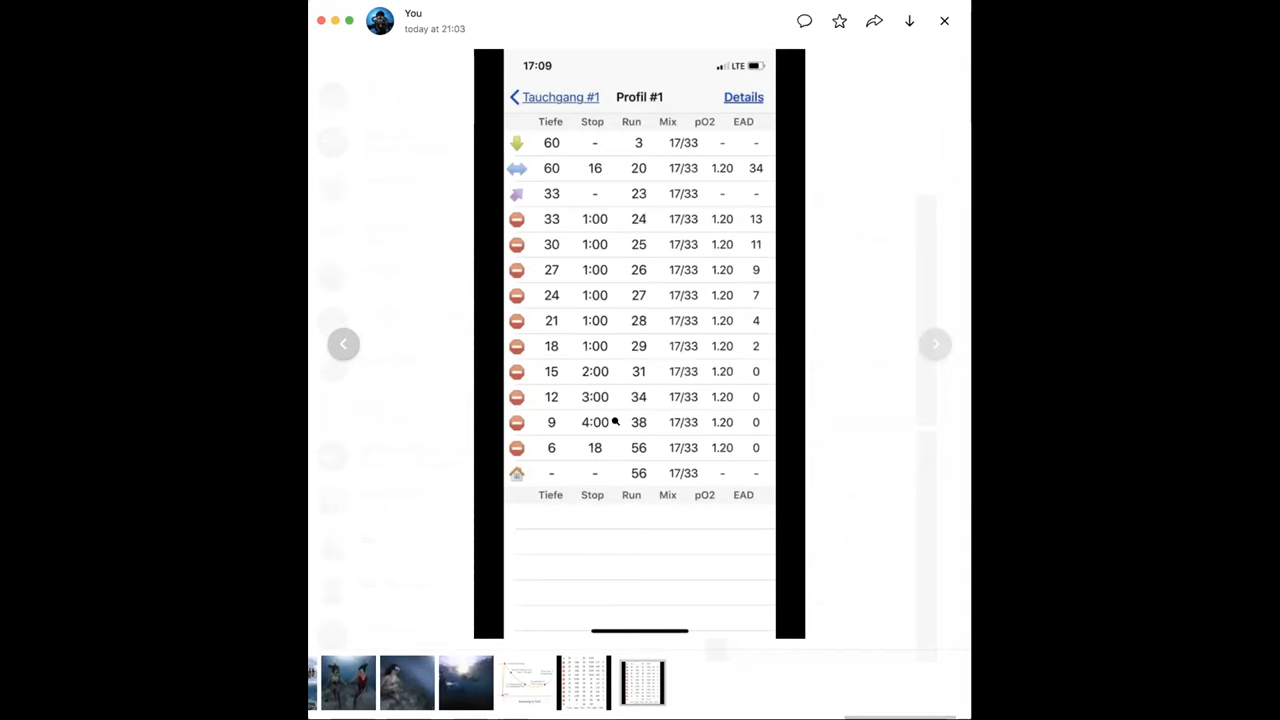 You
today at 21:03
17:09 LTE
Tauchgang #1 Profil #1 Details
Tiefe Stop Run Mix pO2 EAD
60 - 3 17/33 - -
60 16 20 17/33 1.20 34
33 - 23 17/33 - -
33 1:00 24 17/33 1.20 13
30 1:00 25 17/33 1.20 11
27 1:00 26 17/33 1.20 9
24 1:00 27 17/33 1.20 7
21 1:00 28 17/33 1.20 4
18 1:00 29 17/33 1.20 2
15 2:00 31 17/33 1.20 0
12 3:00 34 17/33 1.20 0
9 4:00 38 17/33 1.20 0
6 18 56 17/33 1.20 0
- - 56 17/33 - -
Tiefe Stop Run Mix pO2 EAD